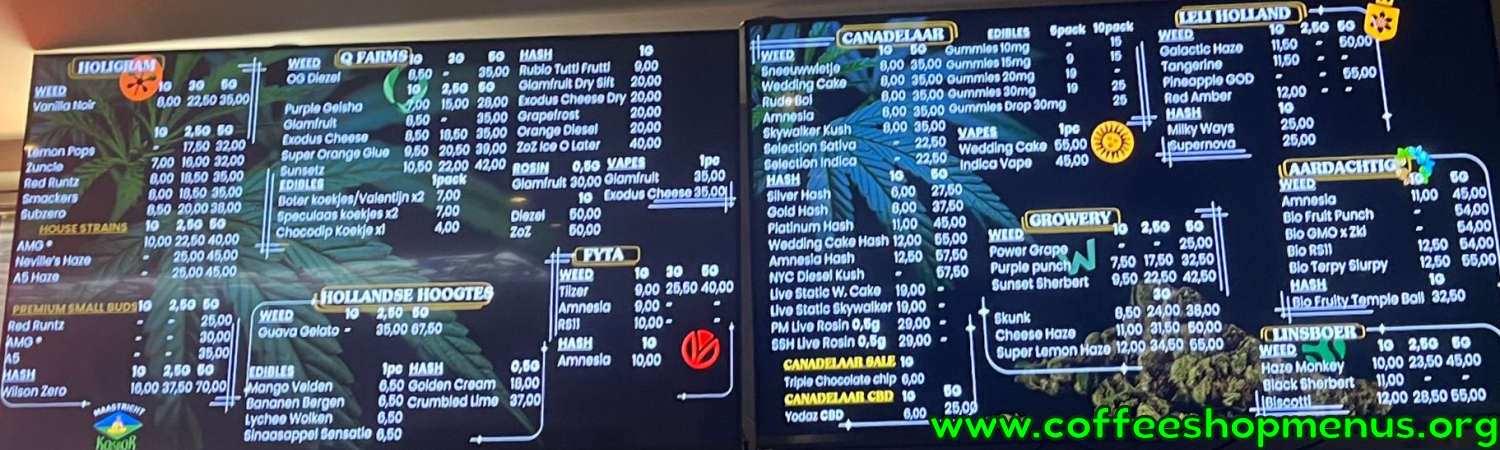 HOLIGRAM
WEED 1G 3G 5G
Vanilla Noir 8,00 22,50 35,00
1G 2,5G 5G
Lemon Pops - 17,50 32,00
Zuncle 7,00 16,00 32,00
Red Runtz 8,00 18,50 35,00
Smackers 8,00 18,50 35,00
Subzero 8,50 20,00 38,00
HOUSE STRAINS 1G 2,5G 5G
AMG * 10,00 22,50 40,00
Neville's Haze - 25,00 45,00
A5 Haze - 25,00 45,00
PREMIUM SMALL BUDS 1G 2,5G 5G
Red Runtz - - 25,00
AMG * - - 30,00
A5 - - 35,00
HASH 1G 2,5G 5G
Wilson Zero 16,00 37,50 70,00
MAASTRICHT
KOSBOR
Q FARMS
WEED 1G 3G 5G
OG Diezel 8,50 - 35,00
1G 2,5G 5G
Purple Geisha 7,00 15,00 28,00
Glamfruit 8,50 - 35,00
Exodus Cheese 8,50 18,50 35,00
Super Orange Glue 9,50 20,50 39,00
Sunsetz 10,50 22,00 42,00
EDIBLES 1pack
Boter koekjes/Valentijn x2 7,00
Speculaas koekjes x2 7,00
Chocodip Koekje x1 4,00
HASH 1G
Rubio Tutti Frutti 9,00
Glamfruit Dry Sift 20,00
Exodus Cheese Dry 20,00
Grapefrost 20,00
Orange Diesel 20,00
ZoZ Ice O Later 40,00
ROSIN 0,5G
Glamfruit 30,00
1G
Diezel 50,00
ZoZ 50,00
VAPES 1pc
Glamfruit 35,00
Exodus Cheese 35,00
HOLLANDSE HOOGTES
WEED 1G 2,5G 5G
Guava Gelato - 35,00 67,50
EDIBLES 1pc
Mango Velden 6,50
Bananen Bergen 6,50
Lychee Wolken 6,50
Sinaasappel Sensatie 6,50
HASH 0,5G
Golden Cream 18,00
Crumbled Lime 37,00
FYTA
WEED 1G 3G 5G
Tilzer 9,00 25,50 40,00
Amnesia 9,00 - -
RS11 10,00 - -
HASH 1G
Amnesia 10,00
CANADELAAR
WEED 1G 5G
Sneeuwwietje 8,00 35,00
Wedding Cake 8,00 35,00
Rude Boi 8,00 35,00
Amnesia 8,00 35,00
Skywalker Kush 8,00 35,00
Selection Sativa - 22,50
Selection Indica - 22,50
HASH 1G 5G
Silver Hash 6,00 27,50
Gold Hash 8,00 37,50
Platinum Hash 11,00 45,00
Wedding Cake Hash 12,00 55,00
Amnesia Hash 12,50 57,50
NYC Diesel Kush - 57,50
Live Static W. Cake 19,00 -
Live Static Skywalker 19,00 -
PM Live Rosin 0,5g 29,00 -
SSH Live Rosin 0,5g 29,00 -
CANADELAAR SALE 1G
Triple Chocolate chip 6,00
CANADELAAR CBD 1G 5G
Yodaz CBD 6,00 25,00
EDIBLES 5pack 10pack
Gummies 10mg - 15
Gummies 15mg 9 15
Gummies 20mg 19 -
Gummies 30mg 19 25
Gummies Drop 30mg 25
VAPES 1pc
Wedding Cake 55,00
Indica Vape 45,00
GROWERY
WEED 1G 2,5G 5G
Power Grape - - 25,00
Purple punch 7,50 17,50 32,50
Sunset Sherbert 9,50 22,50 42,50
3G
Skunk 8,50 24,00 38,00
Cheese Haze 11,00 31,50 50,00
Super Lemon Haze 12,00 34,50 55,00
LELI HOLLAND
WEED 1G 2,5G 5G
Galactic Haze 11,50 - 50,00
Tangerine 11,50 - -
Pineapple GOD - - 55,00
Red Amber 12,00 - -
HASH 1G
Milky Ways 25,00
Supernova 25,00
AARDACHTIG
WEED 1G 5G
Amnesia 11,00 45,00
Bio Fruit Punch - 54,00
Bio GMO x Zkl - 54,00
Bio RS11 12,50 54,00
Bio Terpy Slurpy 12,50 55,00
HASH 1G
Bio Fruity Temple Ball 32,50
LINSBOER
WEED 1G 2,5G 5G
Haze Monkey 10,00 23,50 45,00
Black Sherbert 11,00 - -
Biscotti 12,00 28,50 55,00
www.coffeeshopmenus.org